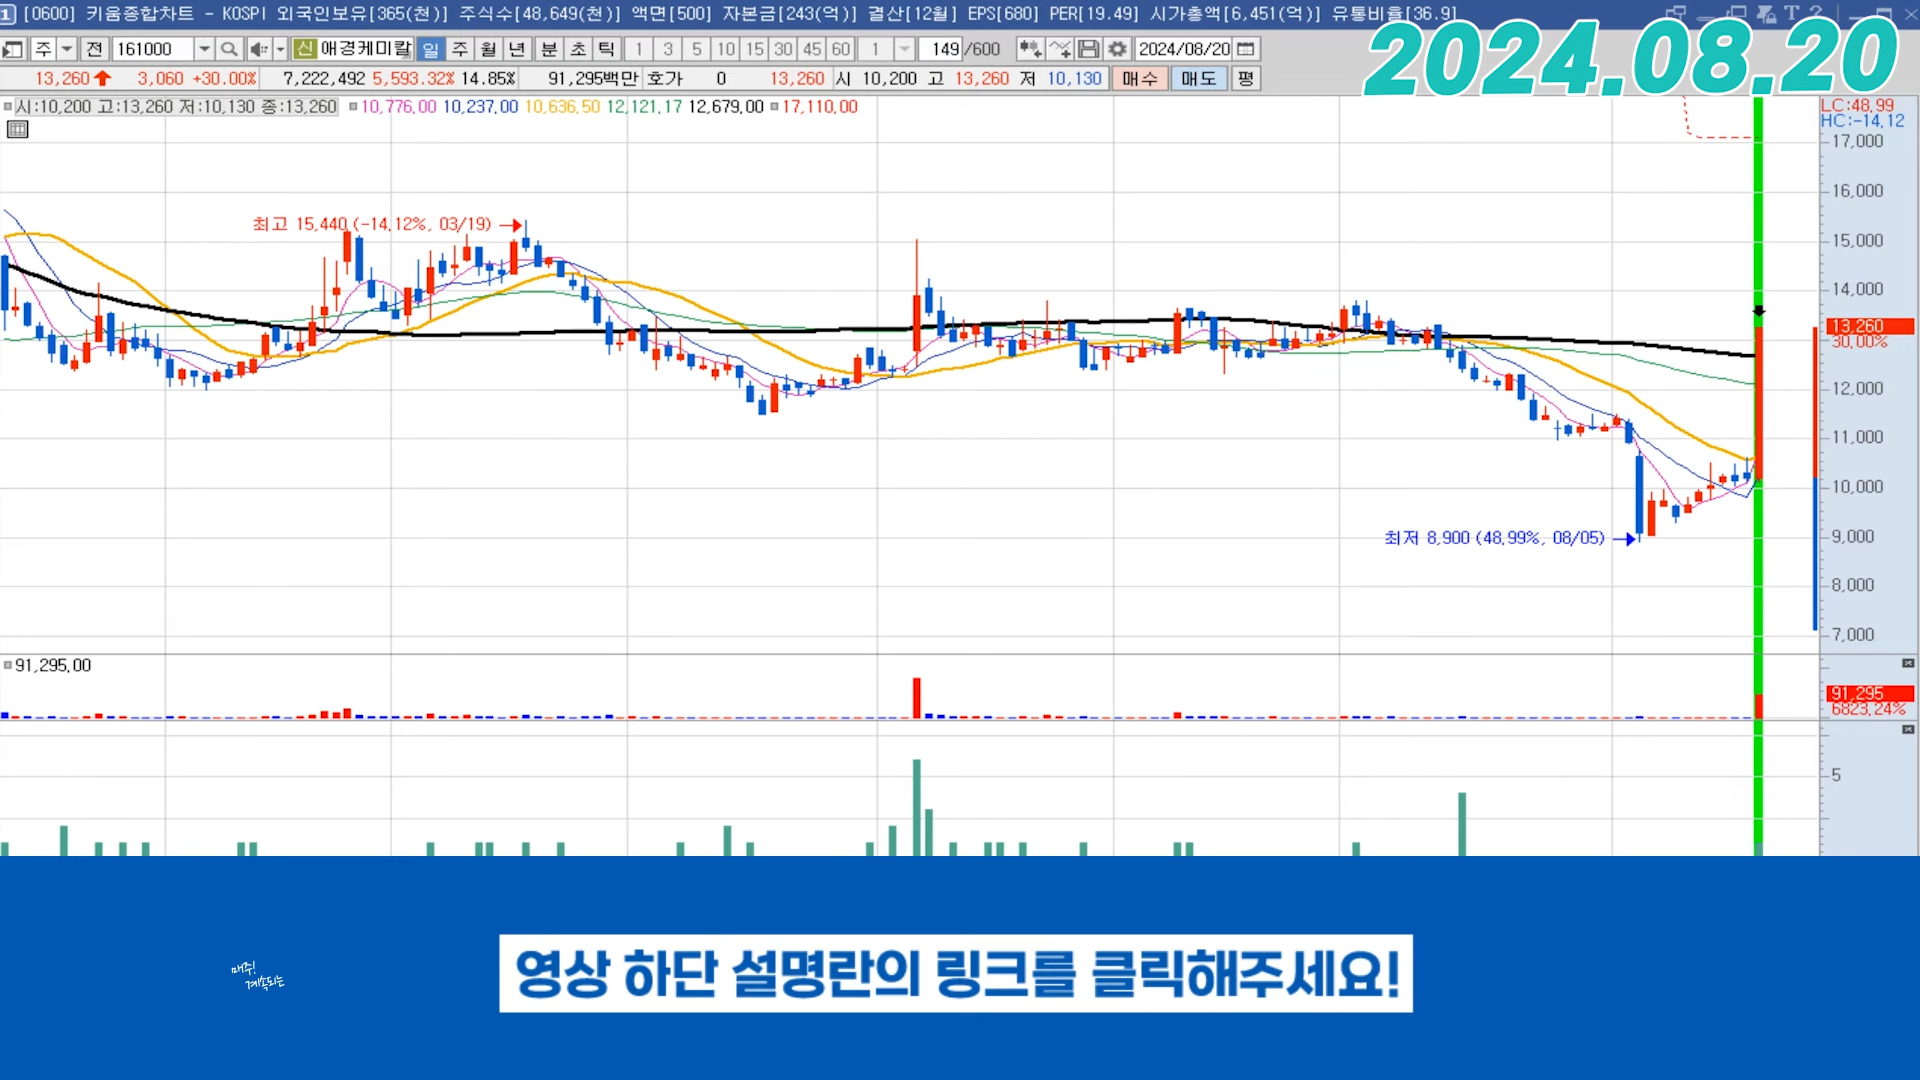 1 [0600] 키움종합차트 - KOSPI 외국인보유[365(천)] 주식수[48,649(천)] 액면[500] 자본금[243(억)] 결산[12월] EPS[680] PER[19.49] 시가총액[6,451(억)] 유통비율[36.9]
2024.08.20
주 전 161000 신 애경케미칼 일 주 월 년 분 초 틱 1 3 5 10 15 30 45 60 1 149 /600 2024/08/20
13,260 3,060 +30.00% 7,222,492 5,593.32% 14.85% 91,295백만 호가 0 13,260 시 10,200 고 13,260 저 10,130 매수 매도 평
시:10,200 고:13,260 저:10,130 종:13,260 10,776.00 10,237.00 10,636.50 12,121.17 12,679.00 17,110.00
LC:48.99
HC:-14.12
17,000
16,000
최고 15,440 (-14.12%, 03/19)
15,000
14,000
13,260
30.00%
12,000
11,000
10,000
최저 8,900 (48.99%, 08/05)
9,000
8,000
7,000
91,295.00
91,295
6823.24%
5
매주!
계속되는
영상 하단 설명란의 링크를 클릭해주세요!